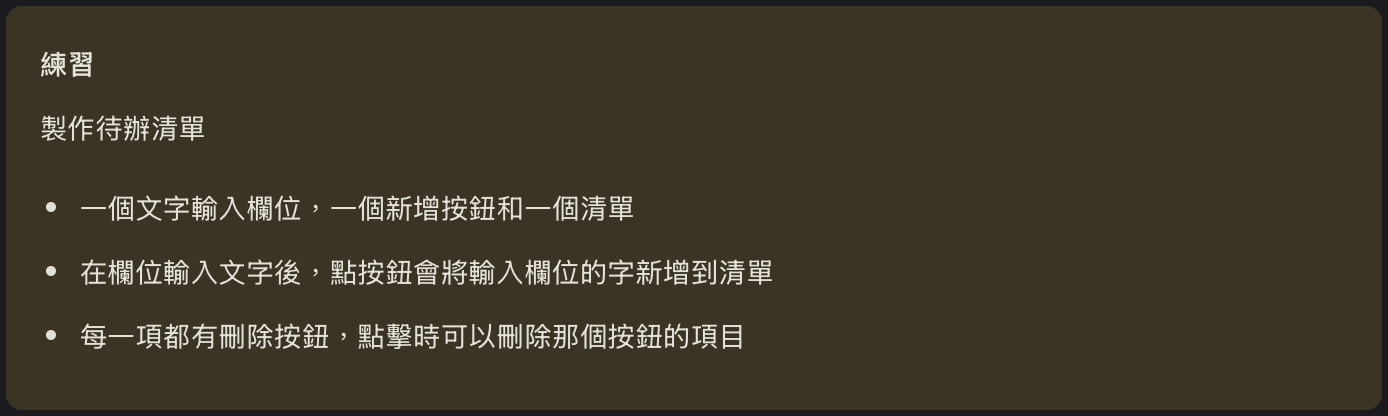 練習
製作待辦清單
一個文字輸入欄位，一個新增按鈕和一個清單
在欄位輸入文字後，點按鈕會將輸入欄位的字新增到清單
每一項都有刪除按鈕，點擊時可以刪除那個按鈕的項目